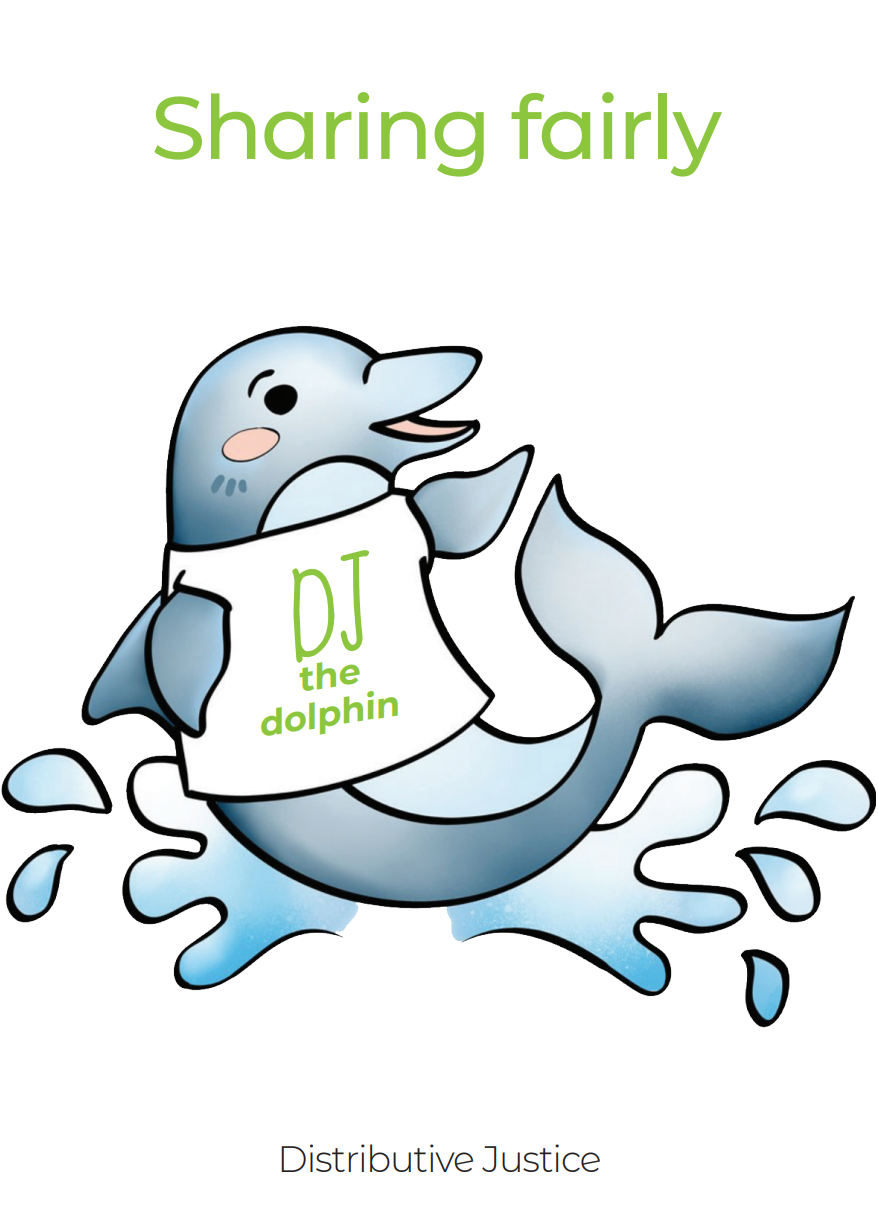 Sharing fairly
DJ
the
dolphin
Distributive Justice